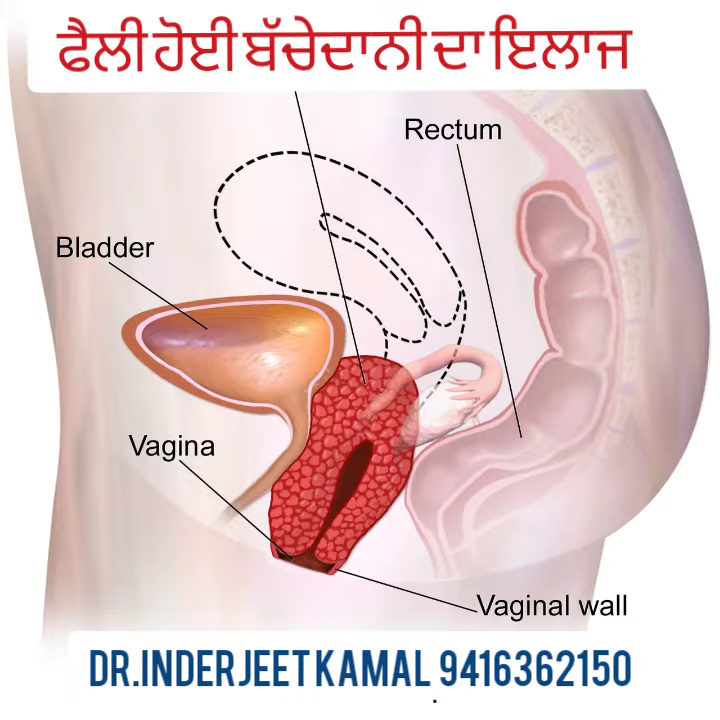 ਫੈਲੀ ਹੋਈ ਬੱਚੇਦਾਨੀ ਦਾ ਇਲਾਜ
Rectum
Bladder
Vagina
Vaginal wall
DR.INDERJEET KAMAL 9416362150